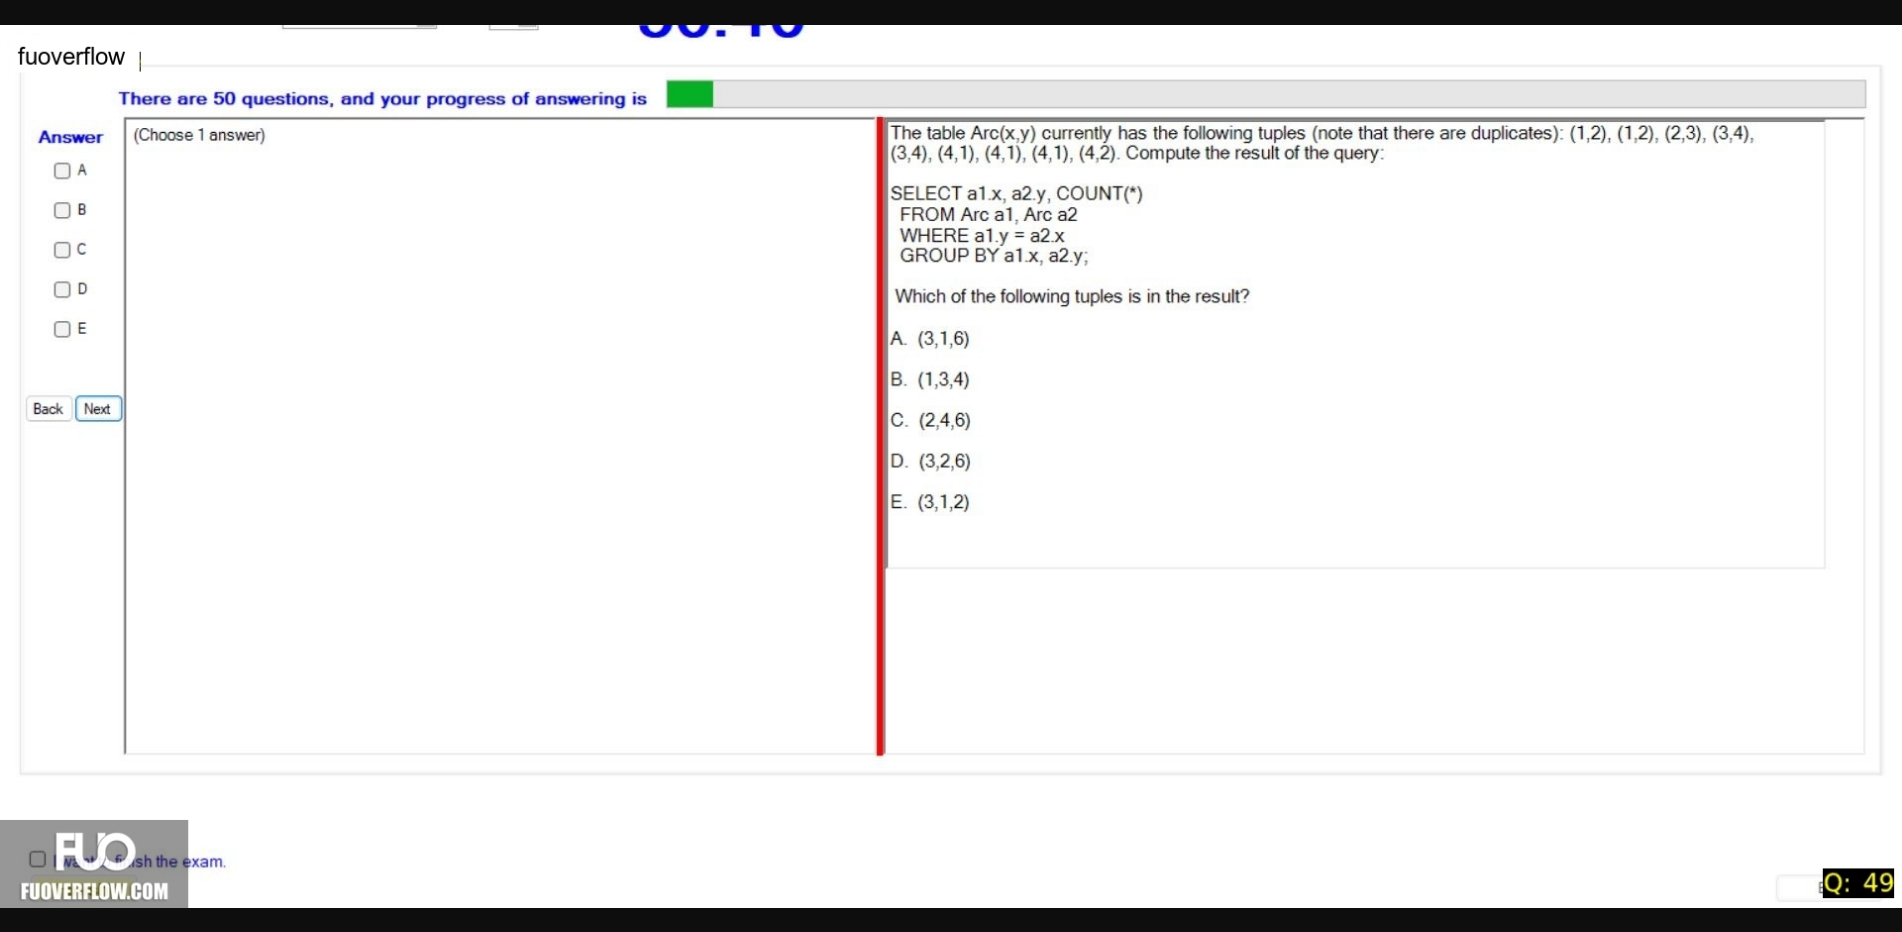 fuoverflow
There are 50 questions, and your progress of answering is
Answer
(Choose 1 answer)
A
B
C
D
E
Back Next
The table Arc(x,y) currently has the following tuples (note that there are duplicates): (1,2), (1,2), (2,3), (3,4),
(3,4), (4,1), (4,1), (4,1), (4,2). Compute the result of the query:
SELECT a1.x, a2.y, COUNT(*)
FROM Arc a1, Arc a2
WHERE a1.y = a2.x
GROUP BY a1.x, a2.y;
Which of the following tuples is in the result?
A. (3,1,6)
B. (1,3,4)
C. (2,4,6)
D. (3,2,6)
E. (3,1,2)
the exam.
FUO
FUOVERFLOW.COM
Q: 49